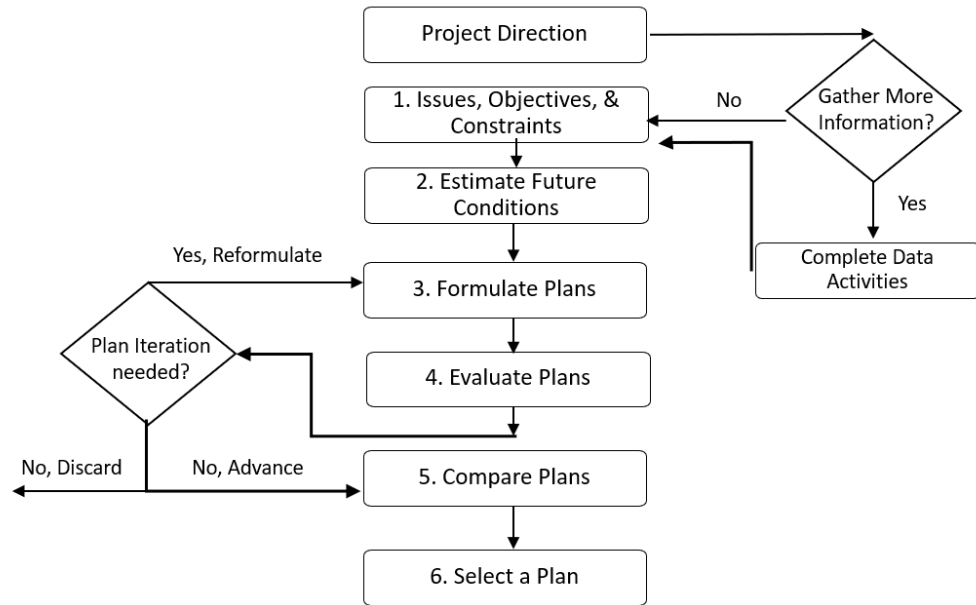 Project Direction
Gather More
Information?
No
1. Issues, Objectives, &
Constraints
2. Estimate Future
Conditions
Yes
Complete Data
Activities
Yes, Reformulate
3. Formulate Plans
Plan Iteration
needed?
4. Evaluate Plans
No, Discard
No, Advance
5. Compare Plans
6. Select a Plan